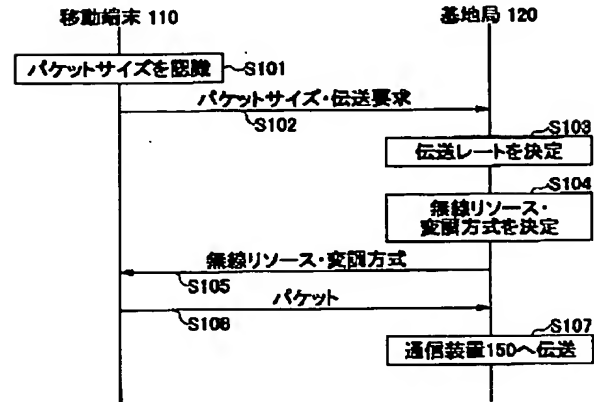 移動端末 110
基地局 120
パケットサイズを認識
S101
パケットサイズ・伝送要求
S102
S103
伝送レートを決定
S104
無線リソース・
変調方式を決定
無線リソース・変調方式
S105
パケット
S106
S107
通信装置150へ伝送